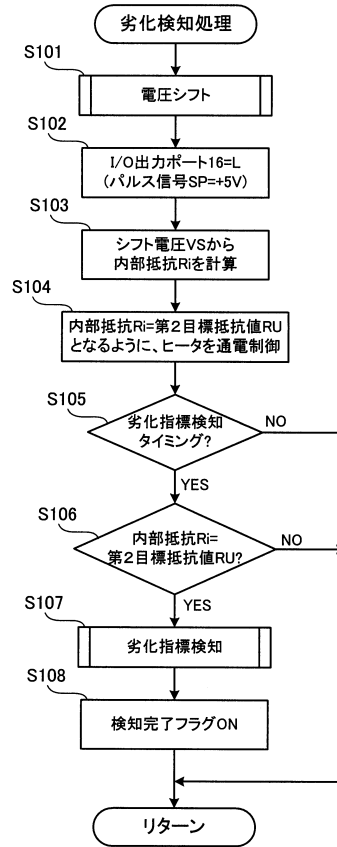 劣化検知処理
S101
電圧シフト
S102
I/O出力ポート16=L
(パルス信号SP=+5V)
S103
シフト電圧VSから
内部抵抗Riを計算
S104
内部抵抗Ri=第2目標抵抗値RU
となるように、ヒータを通電制御
S105
劣化指標検知
タイミング?
NO
YES
S106
内部抵抗Ri=
第2目標抵抗値RU?
NO
YES
S107
劣化指標検知
S108
検知完了フラグON
リターン